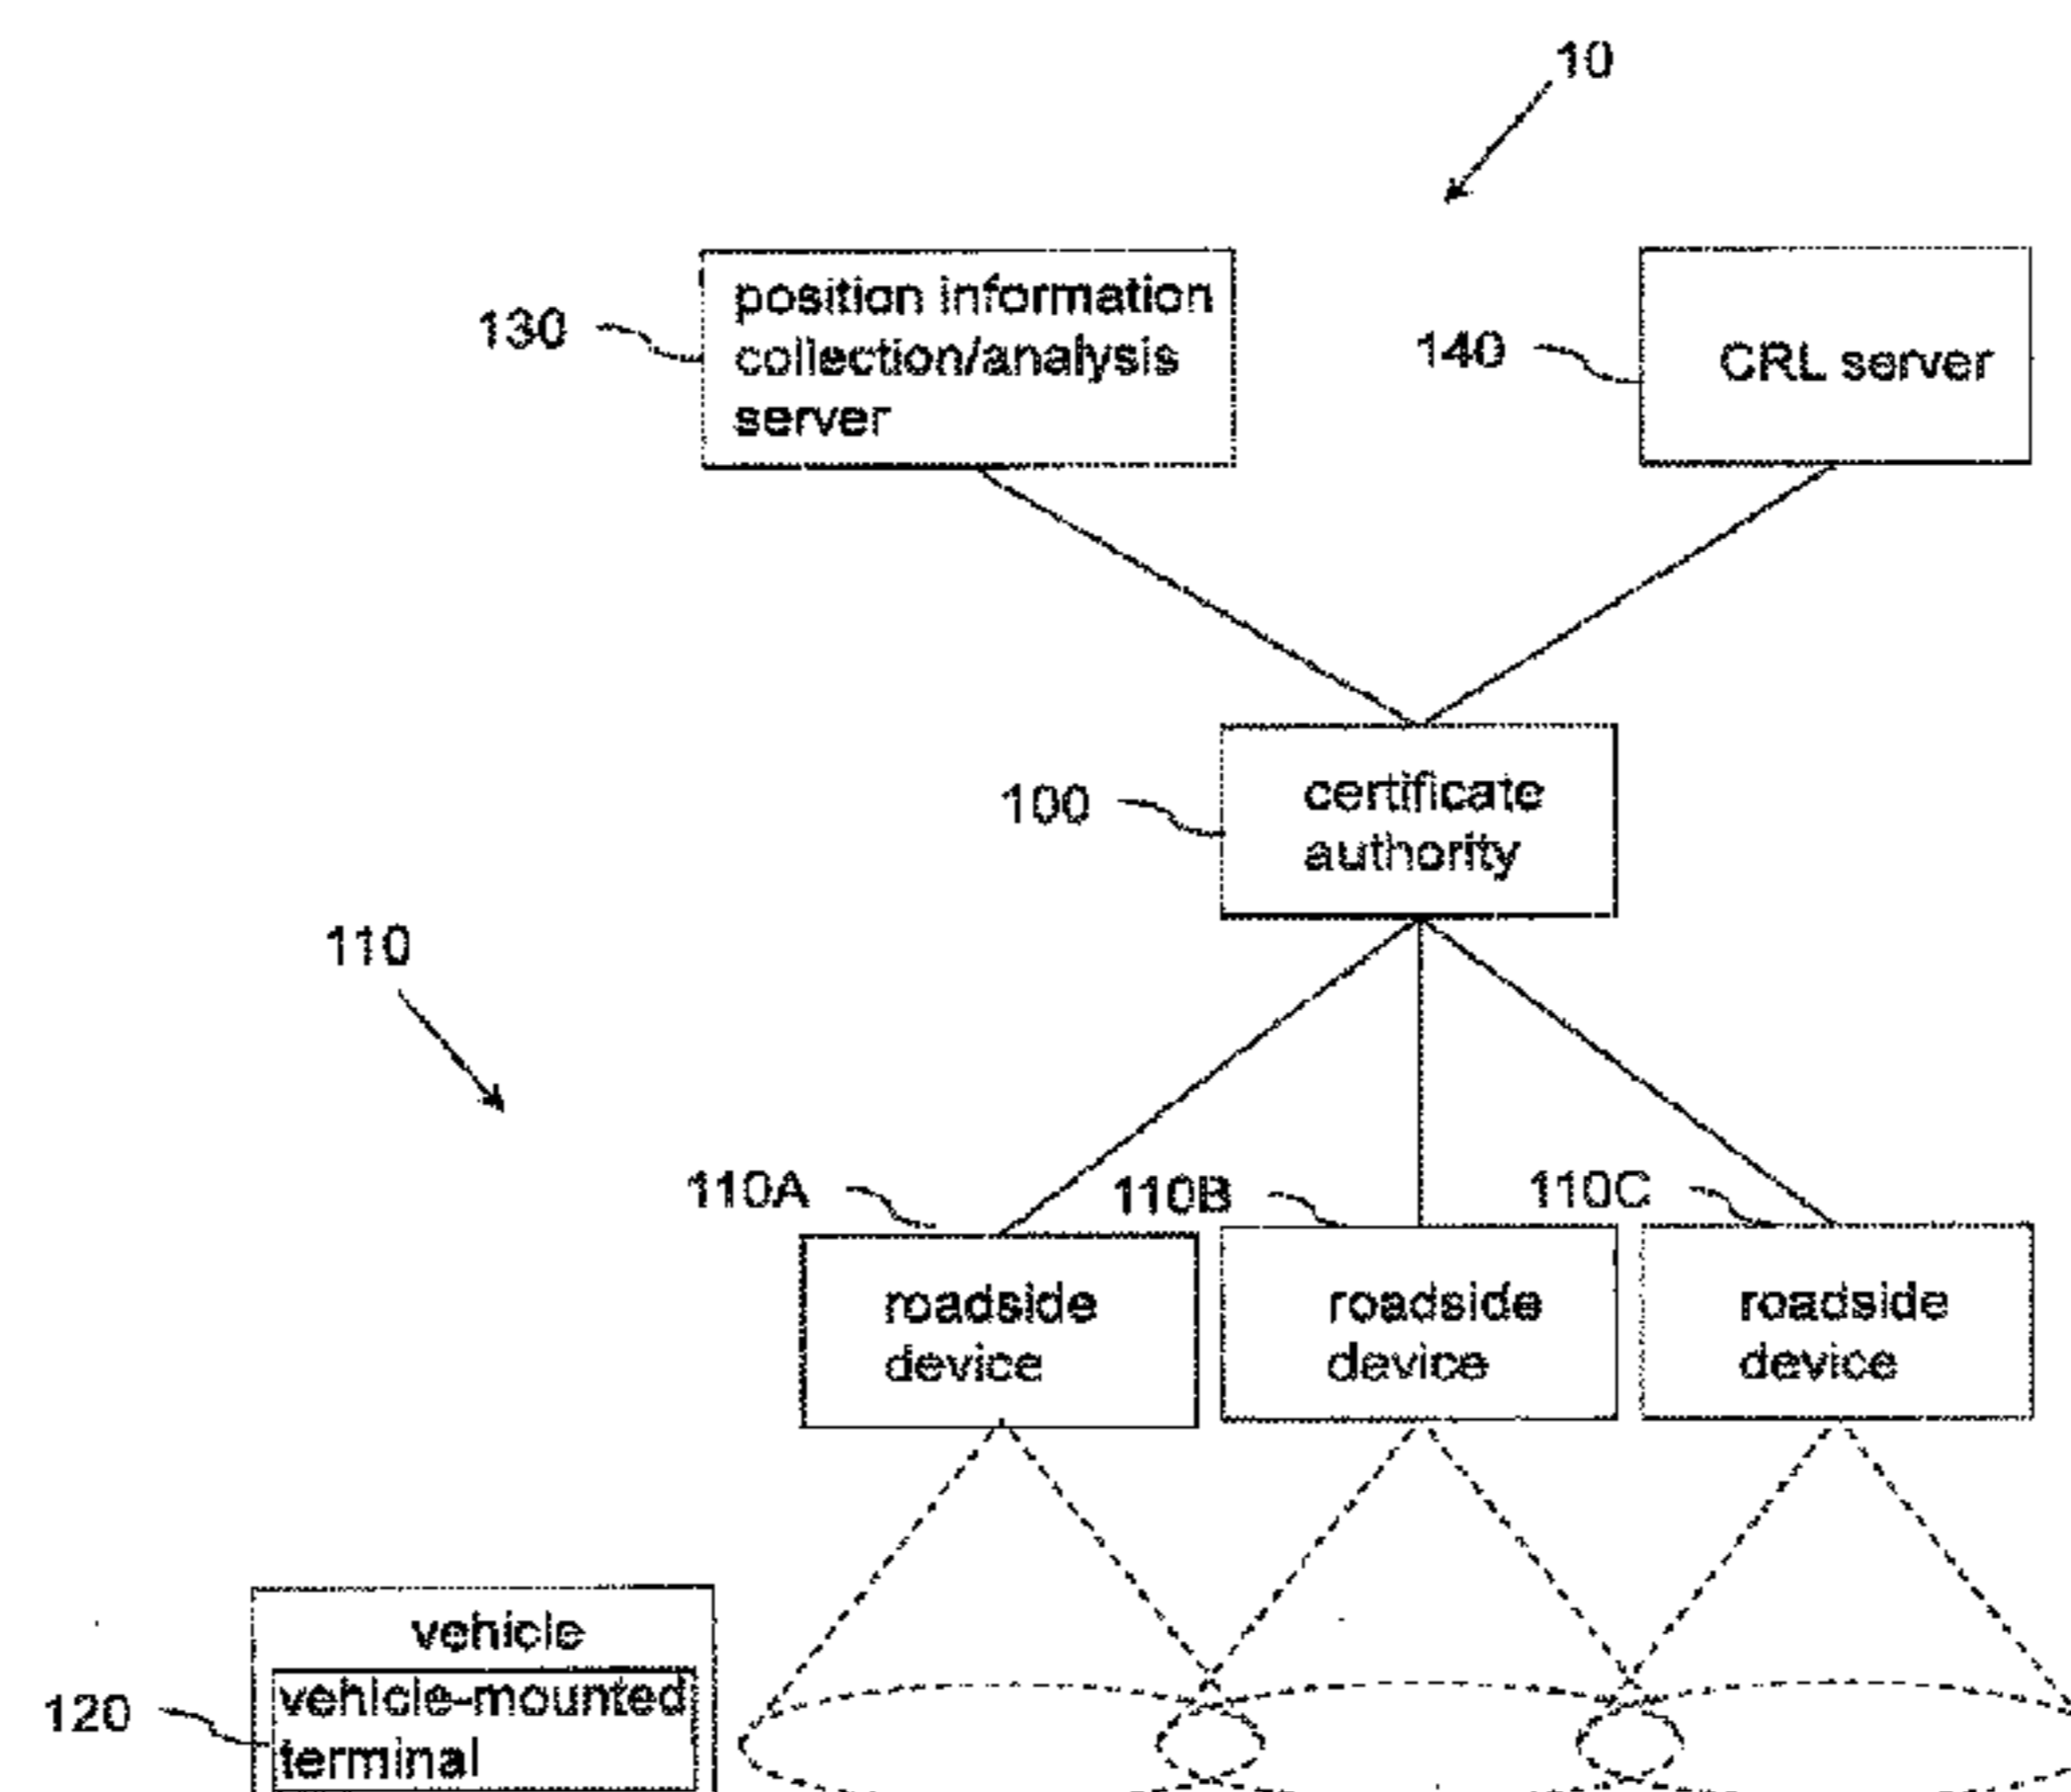 10
130
position information
collection/analysis
server
140
CRL server
100
certificate
authority
110
110A
110B
110C
roadside
device
roadside
device
roadside
device
vehicle
120
vehicle-mounted
terminal